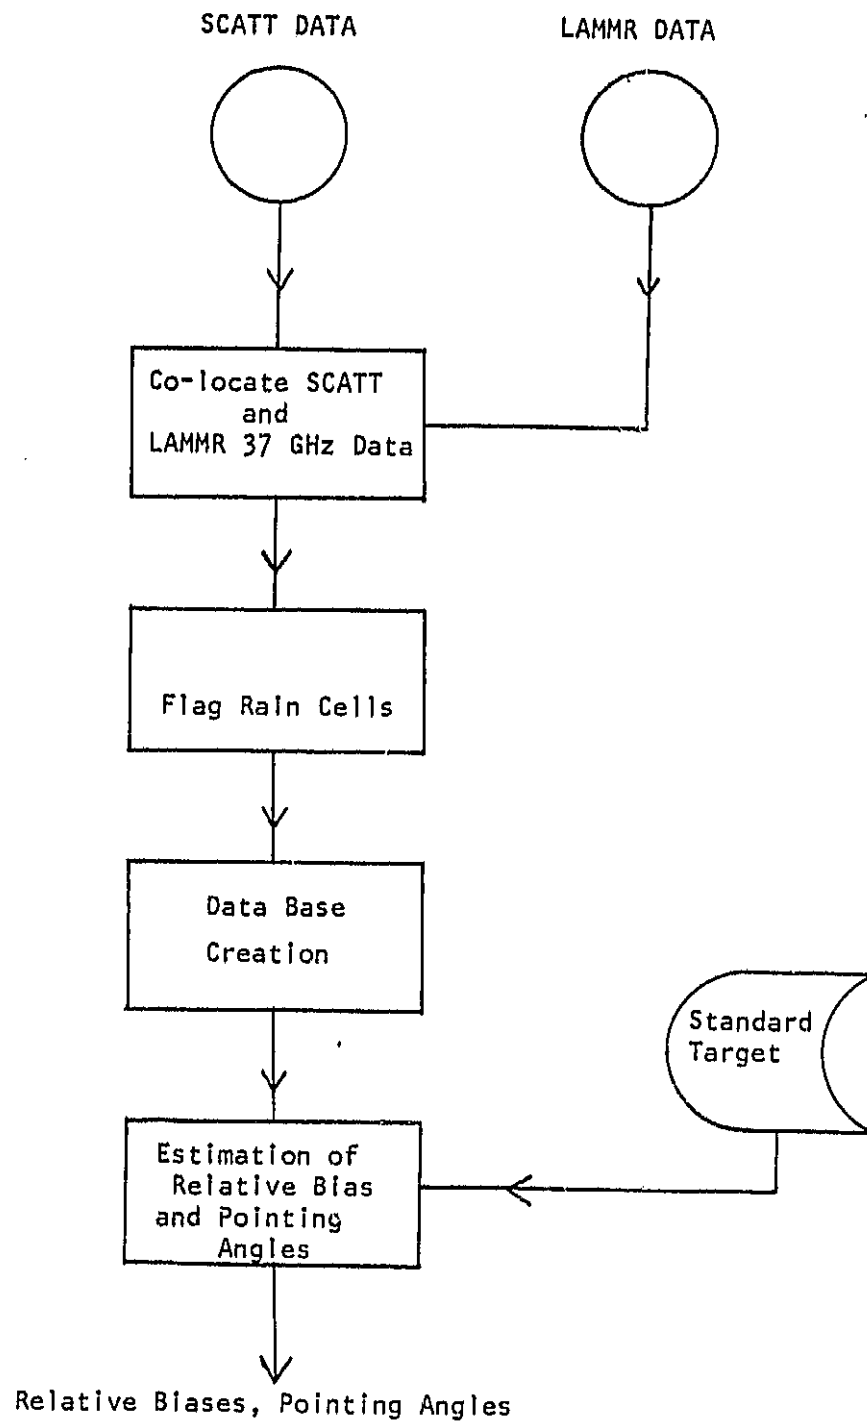 SCATT DATA
LAMMR DATA
Co-locate SCATT
and
LAMMR 37 GHz Data
Flag Rain Cells
Data Base
Creation
Standard
Target
Estimation of
Relative Bias
and Pointing
Angles
Relative Biases, Pointing Angles